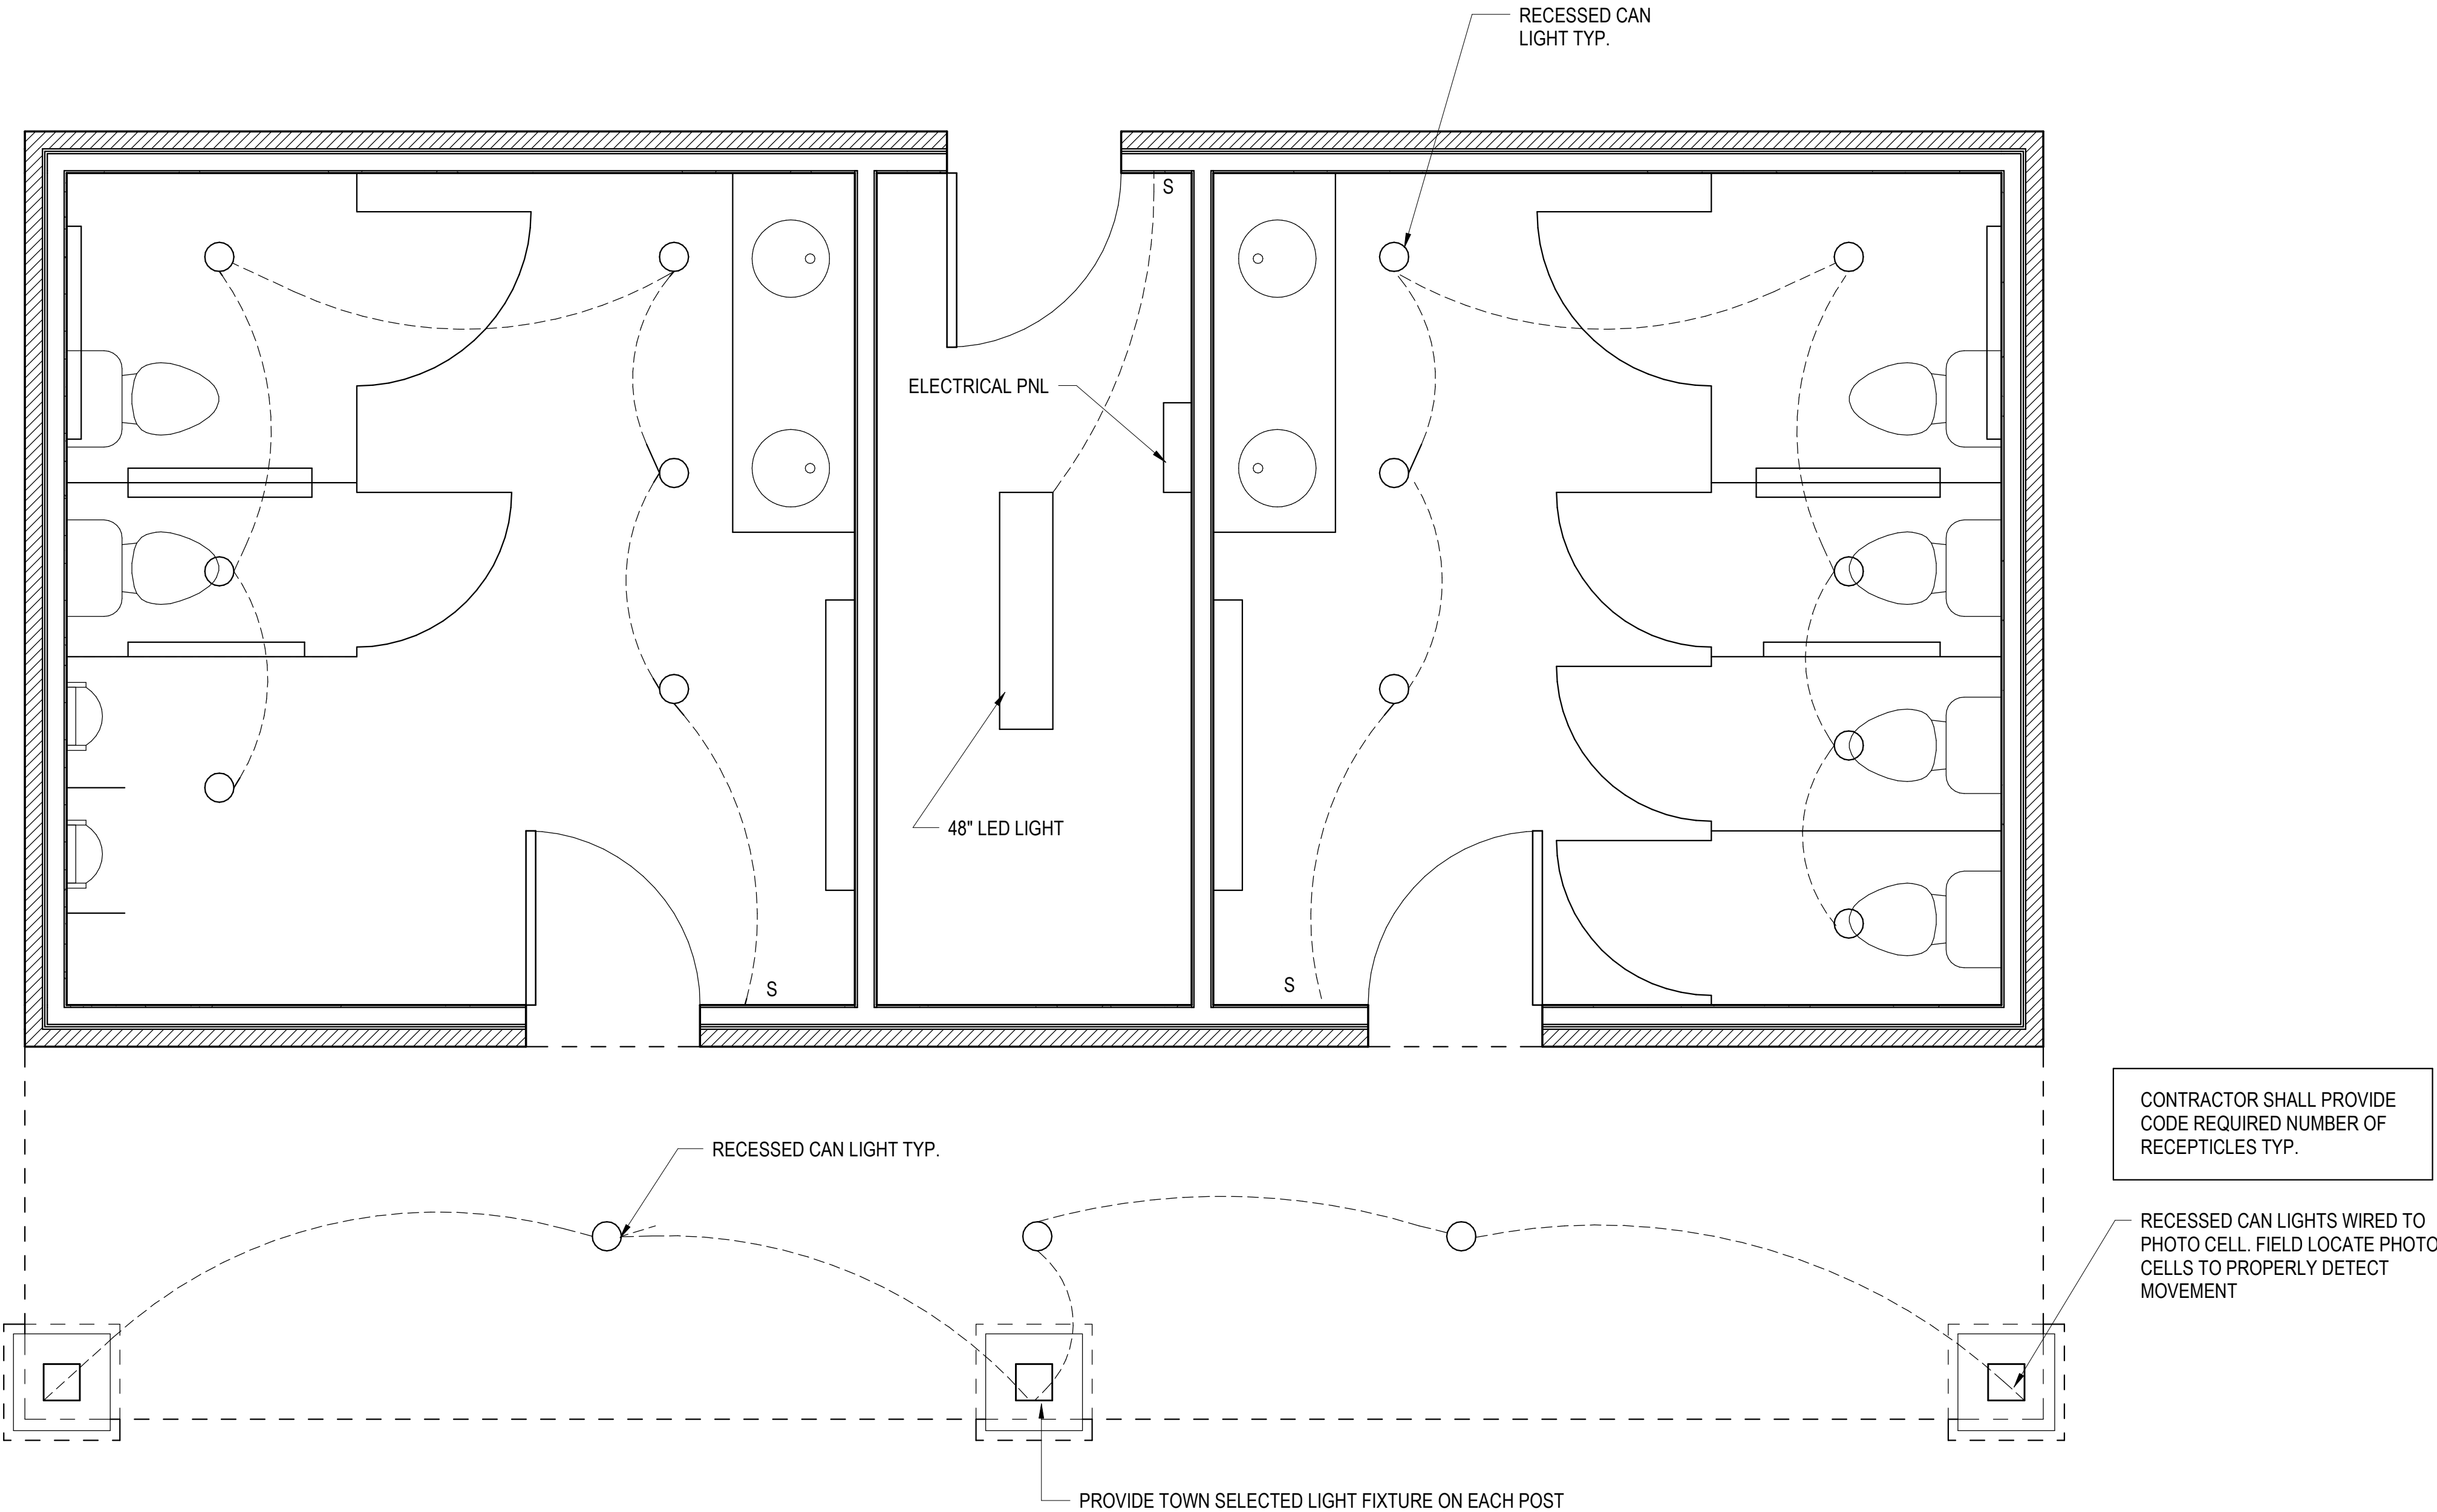 RECESSED CAN
LIGHT TYP.
S
ELECTRICAL PNL
48" LED LIGHT
S
S
CONTRACTOR SHALL PROVIDE
CODE REQUIRED NUMBER OF
RECEPTICLES TYP.
RECESSED CAN LIGHT TYP.
RECESSED CAN LIGHTS WIRED TO
PHOTO CELL. FIELD LOCATE PHOTO
CELLS TO PROPERLY DETECT
MOVEMENT
PROVIDE TOWN SELECTED LIGHT FIXTURE ON EACH POST